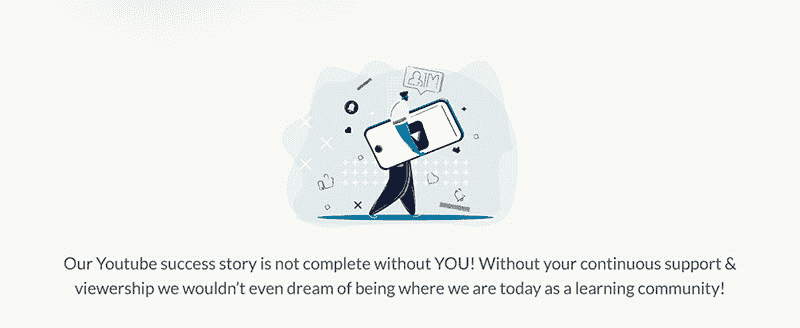 1M
Our Youtube success story is not complete without YOU! Without your continuous support &
viewership we wouldn't even dream of being where we are today as a learning community!